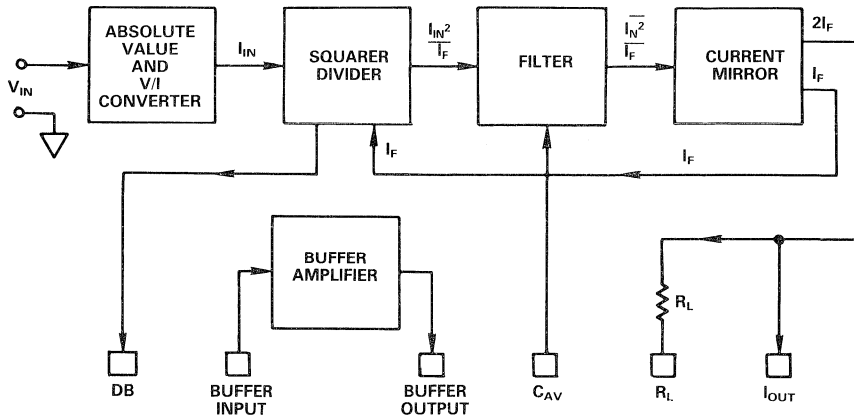 ABSOLUTE
VALUE
AND
V/I
CONVERTER
I_IN
SQUARER
DIVIDER
I_IN²
I_F
FILTER
I_IN²
I_F
CURRENT
MIRROR
2I_F
I_F
V_IN
I_F
I_F
BUFFER
AMPLIFIER
R_L
DB
BUFFER
INPUT
BUFFER
OUTPUT
C_AV
R_L
I_OUT